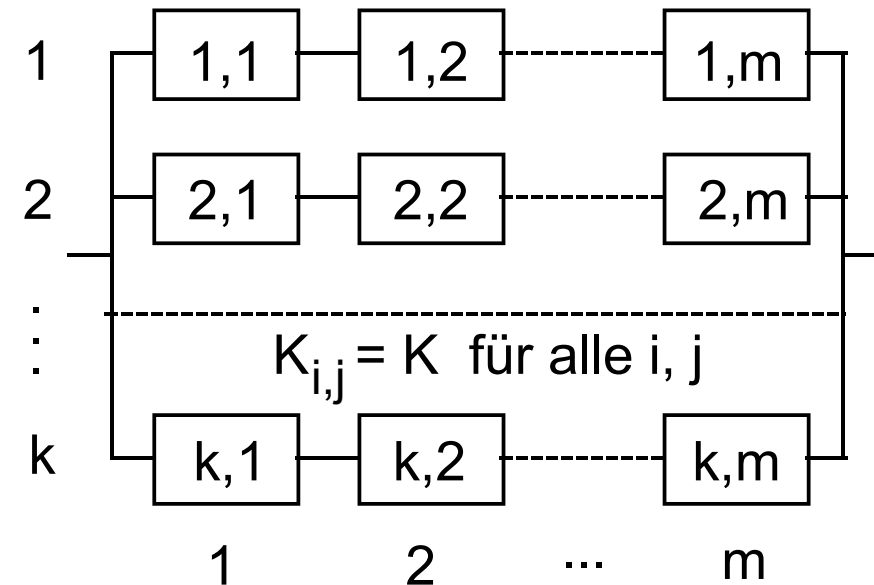 1 1,1 1,2 1,m
2 2,1 2,2 2,m
⋮
K_{i,j} = K für alle i, j
k k,1 k,2 k,m
1 2 ... m